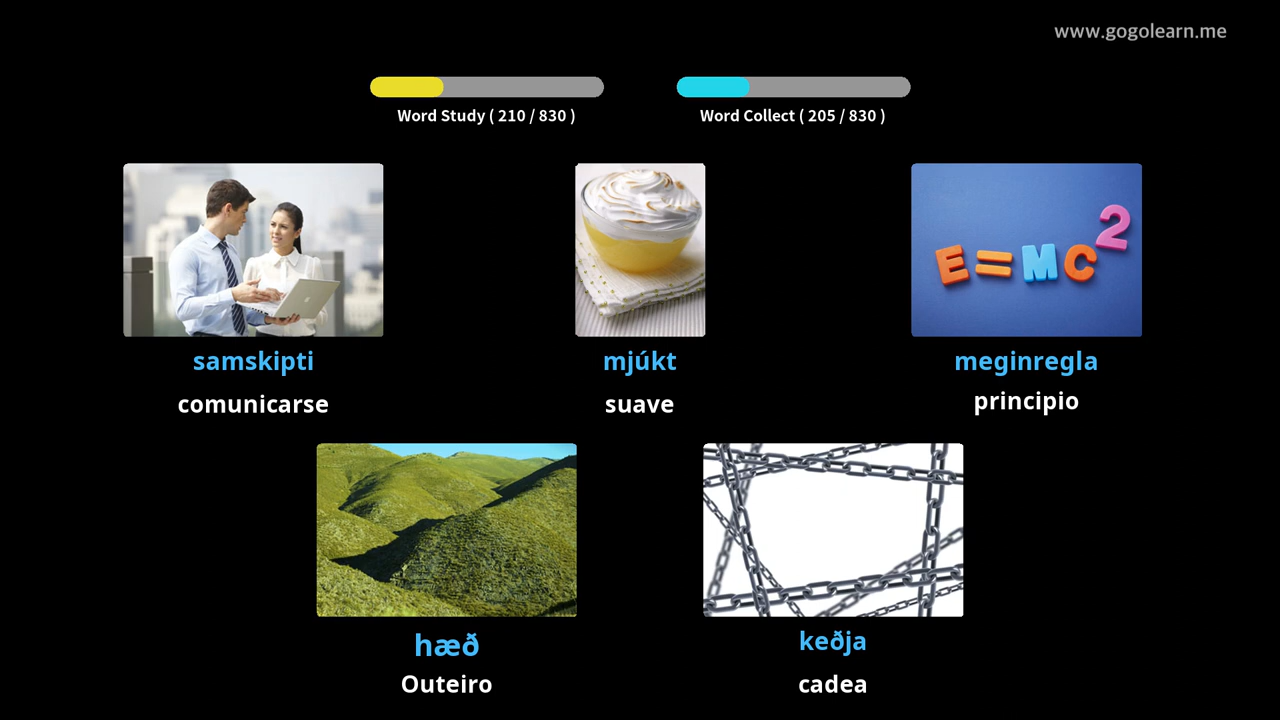 www.gogolearn.me
Word Study ( 210 / 830 )
Word Collect ( 205 / 830 )
E=MC2
samskipti
mjúkt
meginregla
comunicarse
suave
principio
hæð
keðja
Outeiro
cadea